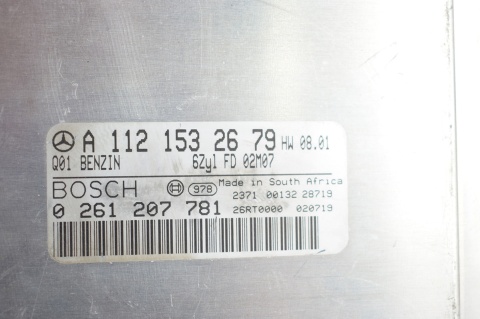 A 112 153 26 79 HW 08.01
Q01 BENZIN 6Zyl FD 02M07
BOSCH 978 Made in South Africa
2371 00132 28719
0 261 207 781 26RT0000 020719